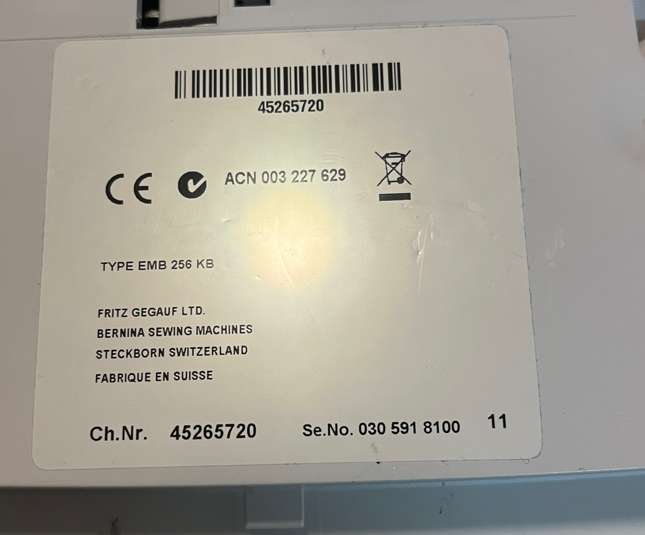 45265720
CE ACN 003 227 629
TYPE EMB 256 KB
FRITZ GEGAUF LTD.
BERNINA SEWING MACHINES
STECKBORN SWITZERLAND
FABRIQUE EN SUISSE
Ch.Nr. 45265720 Se.No. 030 591 8100 11